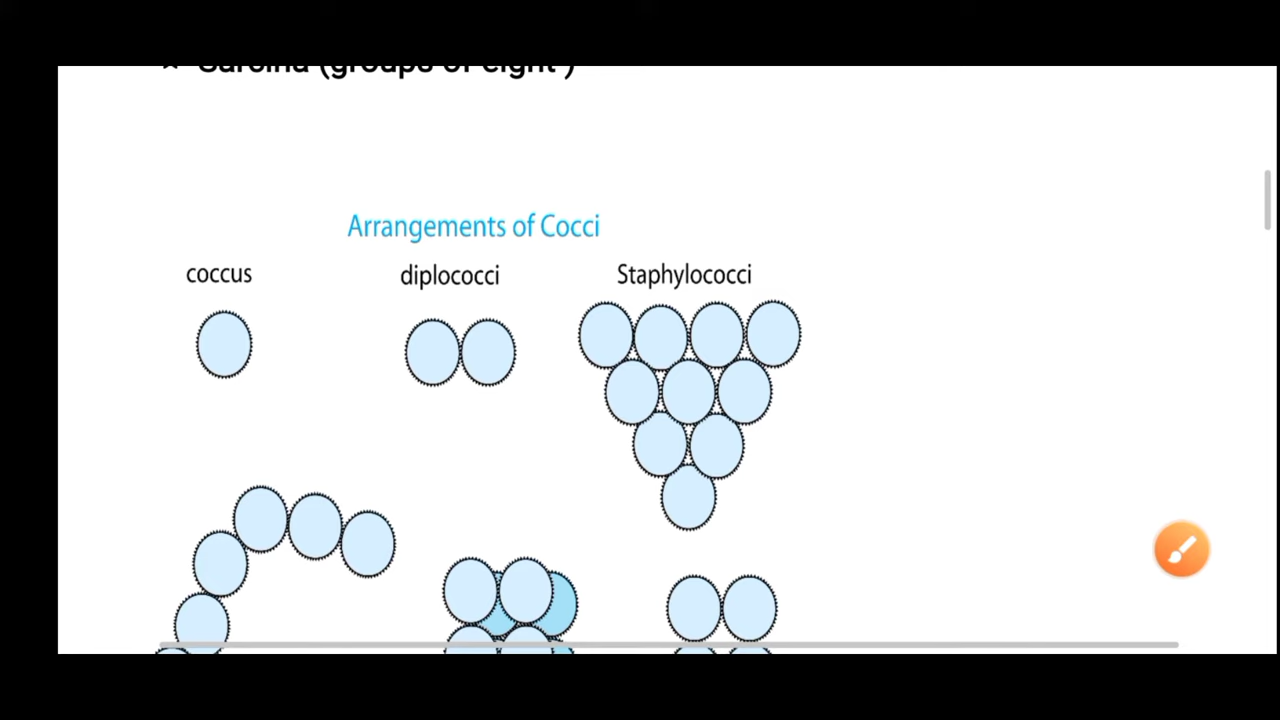 Sarcina (groups of eight )
Arrangements of Cocci
coccus diplococci Staphylococci